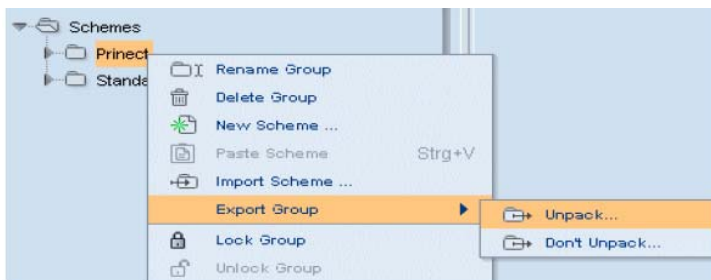 Schemes
Prinect
Rename Group
Standa
Delete Group
New Scheme ...
Paste Scheme Strg+V
Import Scheme ...
Export Group
Unpack...
Lock Group
Don't Unpack...
Unlock Group